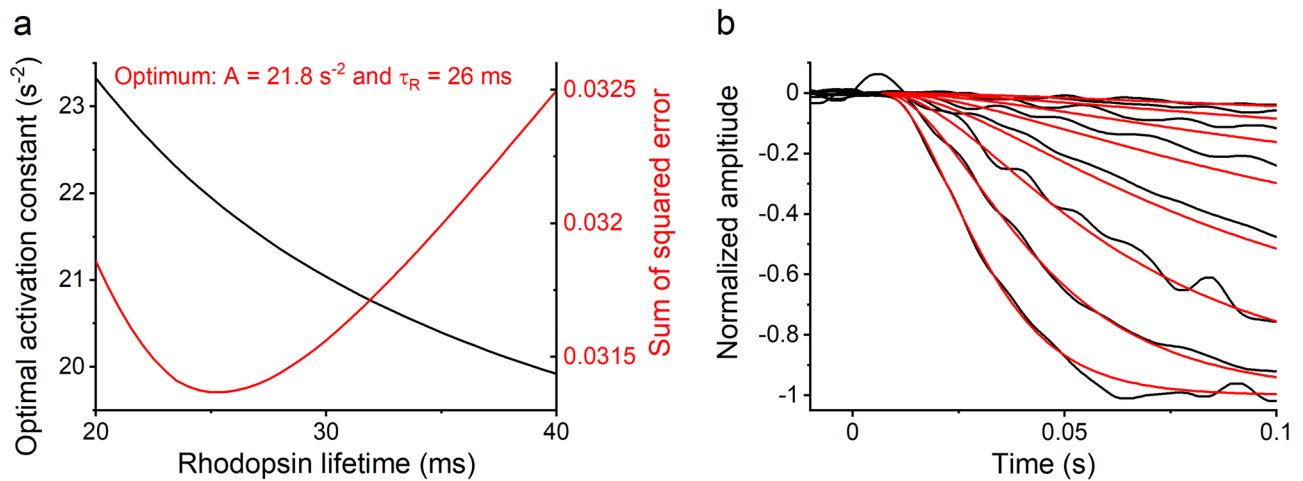 a
Optimum: A = 21.8 s⁻² and τR = 26 ms
Optimal activation constant (s⁻²)
23
22
21
20
0.0325
0.032
0.0315
Sum of squared error
20
30
40
Rhodopsin lifetime (ms)
b
Normalized amplitude
0
-0.2
-0.4
-0.6
-0.8
-1
0
0.05
0.1
Time (s)